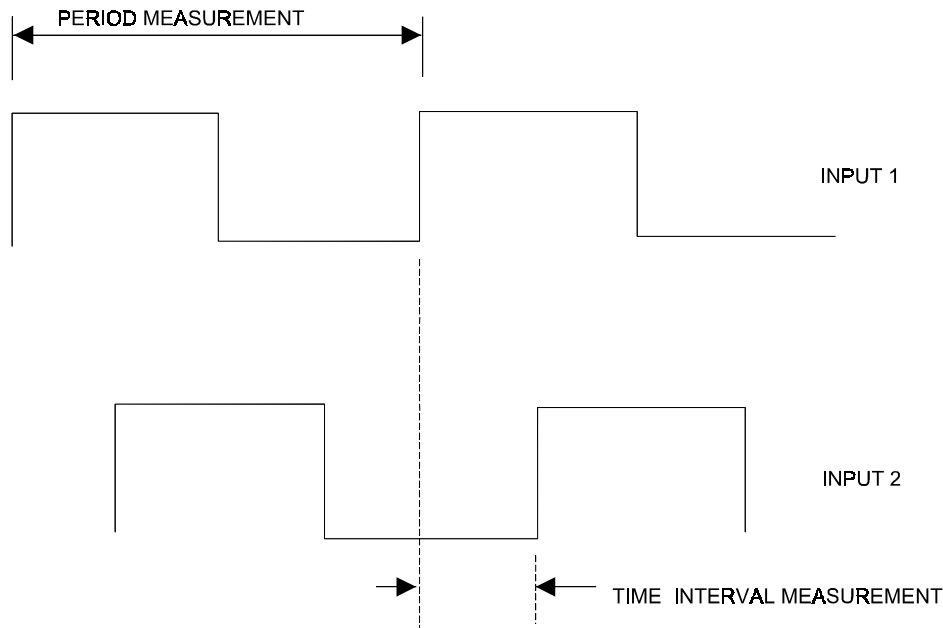 PERIOD MEASUREMENT
INPUT 1
INPUT 2
TIME INTERVAL MEASUREMENT